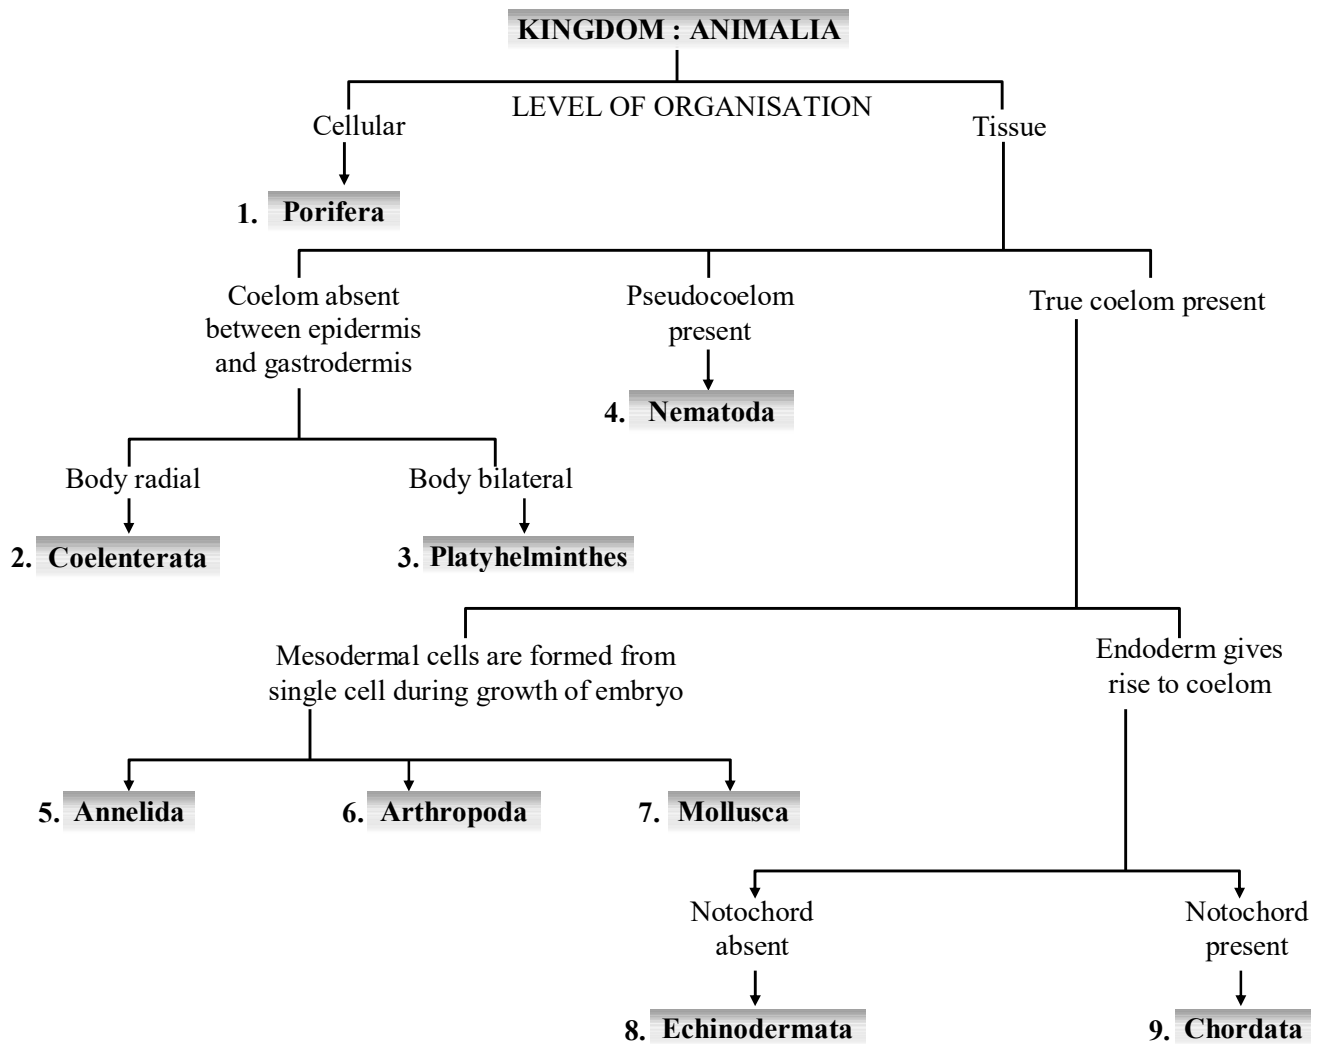 KINGDOM : ANIMALIA
LEVEL OF ORGANISATION
Cellular
Tissue
1. Porifera
Coelom absent
between epidermis
and gastrodermis
Pseudocoelom
present
True coelom present
4. Nematoda
Body radial
Body bilateral
2. Coelenterata
3. Platyhelminthes
Mesodermal cells are formed from
single cell during growth of embryo
Endoderm gives
rise to coelom
5. Annelida
6. Arthropoda
7. Mollusca
Notochord
absent
Notochord
present
8. Echinodermata
9. Chordata